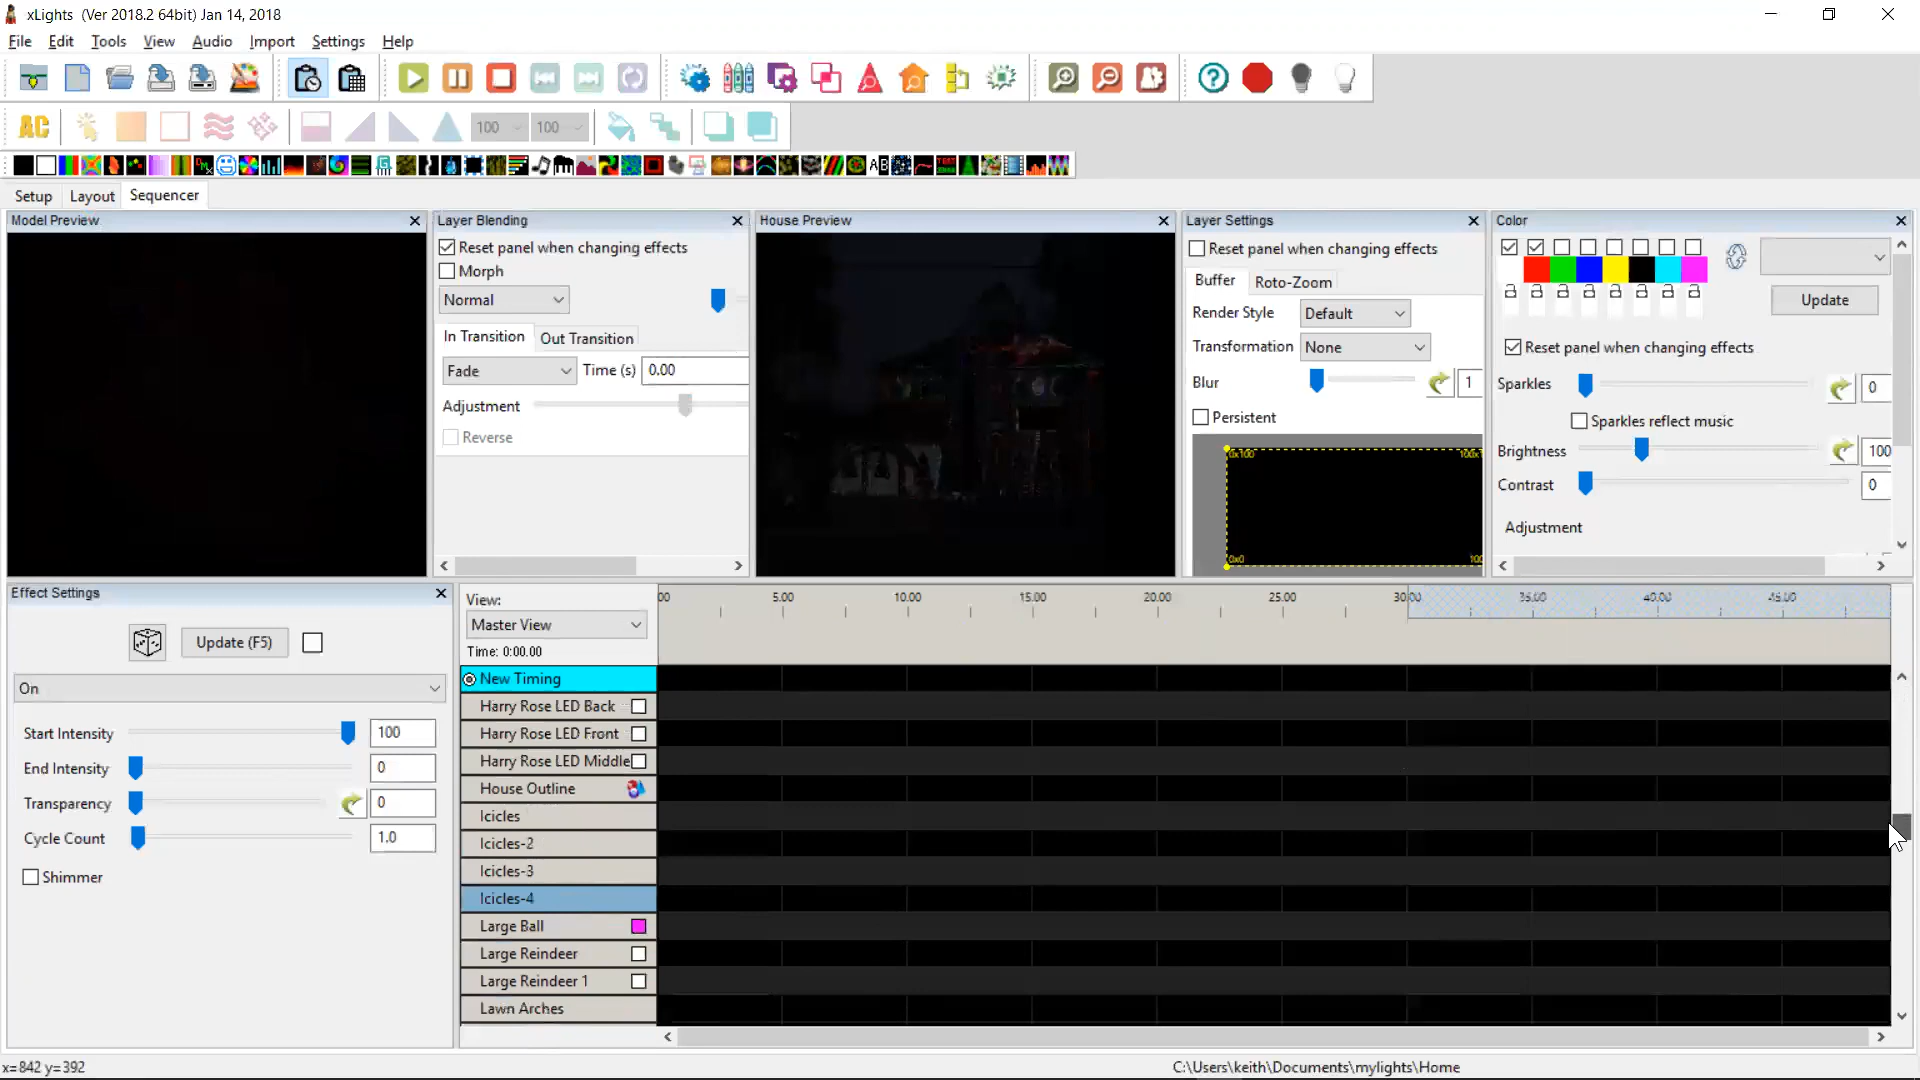 xLights (Ver 2018.2 64bit) Jan 14, 2018
File Edit Tools View Audio Import Settings Help
AC 100 100
Setup Layout Sequencer
Model Preview
Layer Blending
Reset panel when changing effects
Morph
Normal
In Transition Out Transition
Fade Time (s) 0.00
Adjustment
Reverse
House Preview
Layer Settings
Reset panel when changing effects
Buffer Roto-Zoom
Render Style Default
Transformation None
Blur 1
Persistent
0x100
0x0
Color
Update
Reset panel when changing effects
Sparkles 0
Sparkles reflect music
Brightness 100
Contrast 0
Adjustment
Effect Settings
Update (F5)
On
Start Intensity 100
End Intensity 0
Transparency 0
Cycle Count 1.0
Shimmer
View:
Master View
Time: 0:00.00
00 5.00 10.00 15.00 20.00 25.00 30.00 35.00 40.00 45.00
New Timing
Harry Rose LED Back
Harry Rose LED Front
Harry Rose LED Middle
House Outline
Icicles
Icicles-2
Icicles-3
Icicles-4
Large Ball
Large Reindeer
Large Reindeer 1
Lawn Arches
x=842 y=392
C:\Users\keith\Documents\mylights\Home